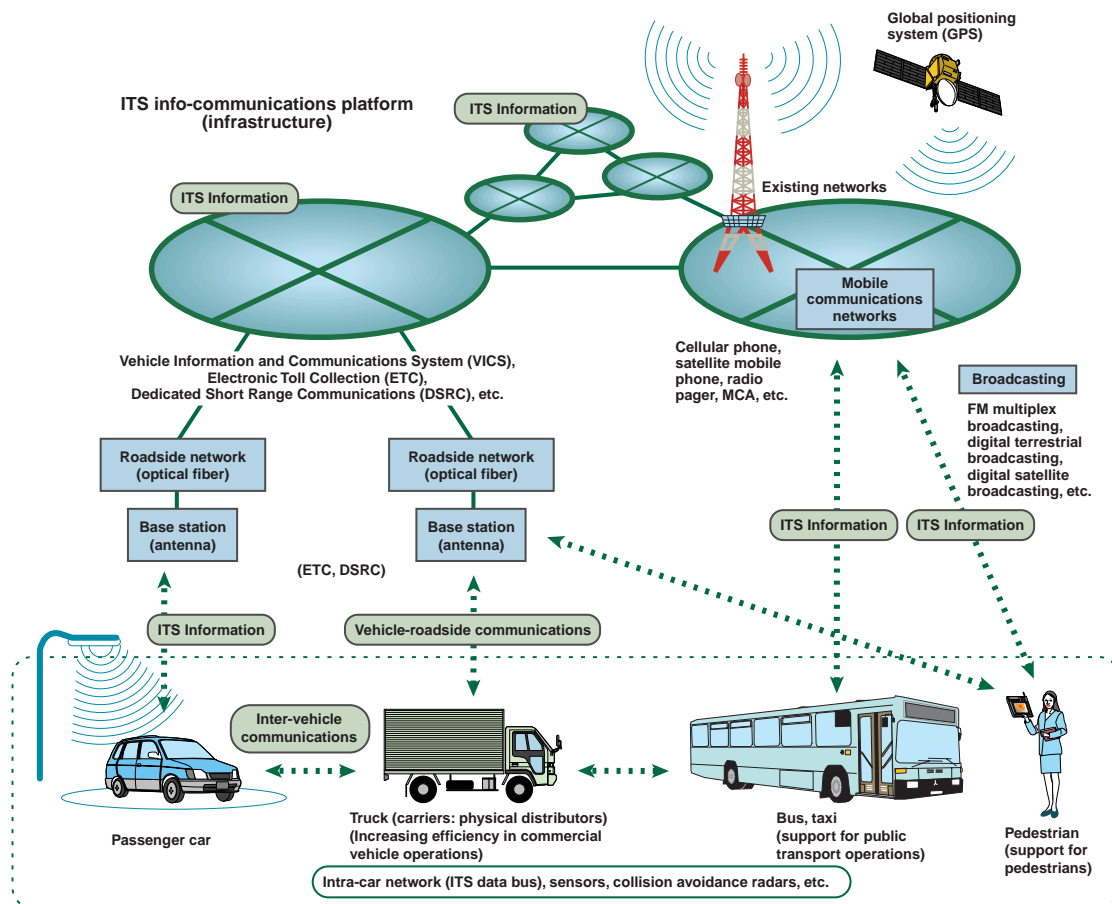 Global positioning
system (GPS)
ITS info-communications platform
(infrastructure)
ITS Information
ITS Information
Existing networks
Mobile
communications
networks
Vehicle Information and Communications System (VICS),
Electronic Toll Collection (ETC),
Dedicated Short Range Communications (DSRC), etc.
Cellular phone,
satellite mobile
phone, radio
pager, MCA, etc.
Broadcasting
FM multiplex
broadcasting,
digital terrestrial
broadcasting,
digital satellite
broadcasting, etc.
Roadside network
(optical fiber)
Roadside network
(optical fiber)
Base station
(antenna)
Base station
(antenna)
ITS Information
ITS Information
(ETC, DSRC)
ITS Information
Vehicle-roadside communications
Inter-vehicle
communications
Passenger car
Truck (carriers: physical distributors)
(Increasing efficiency in commercial
vehicle operations)
Bus, taxi
(support for public
transport operations)
Pedestrian
(support for
pedestrians)
Intra-car network (ITS data bus), sensors, collision avoidance radars, etc.